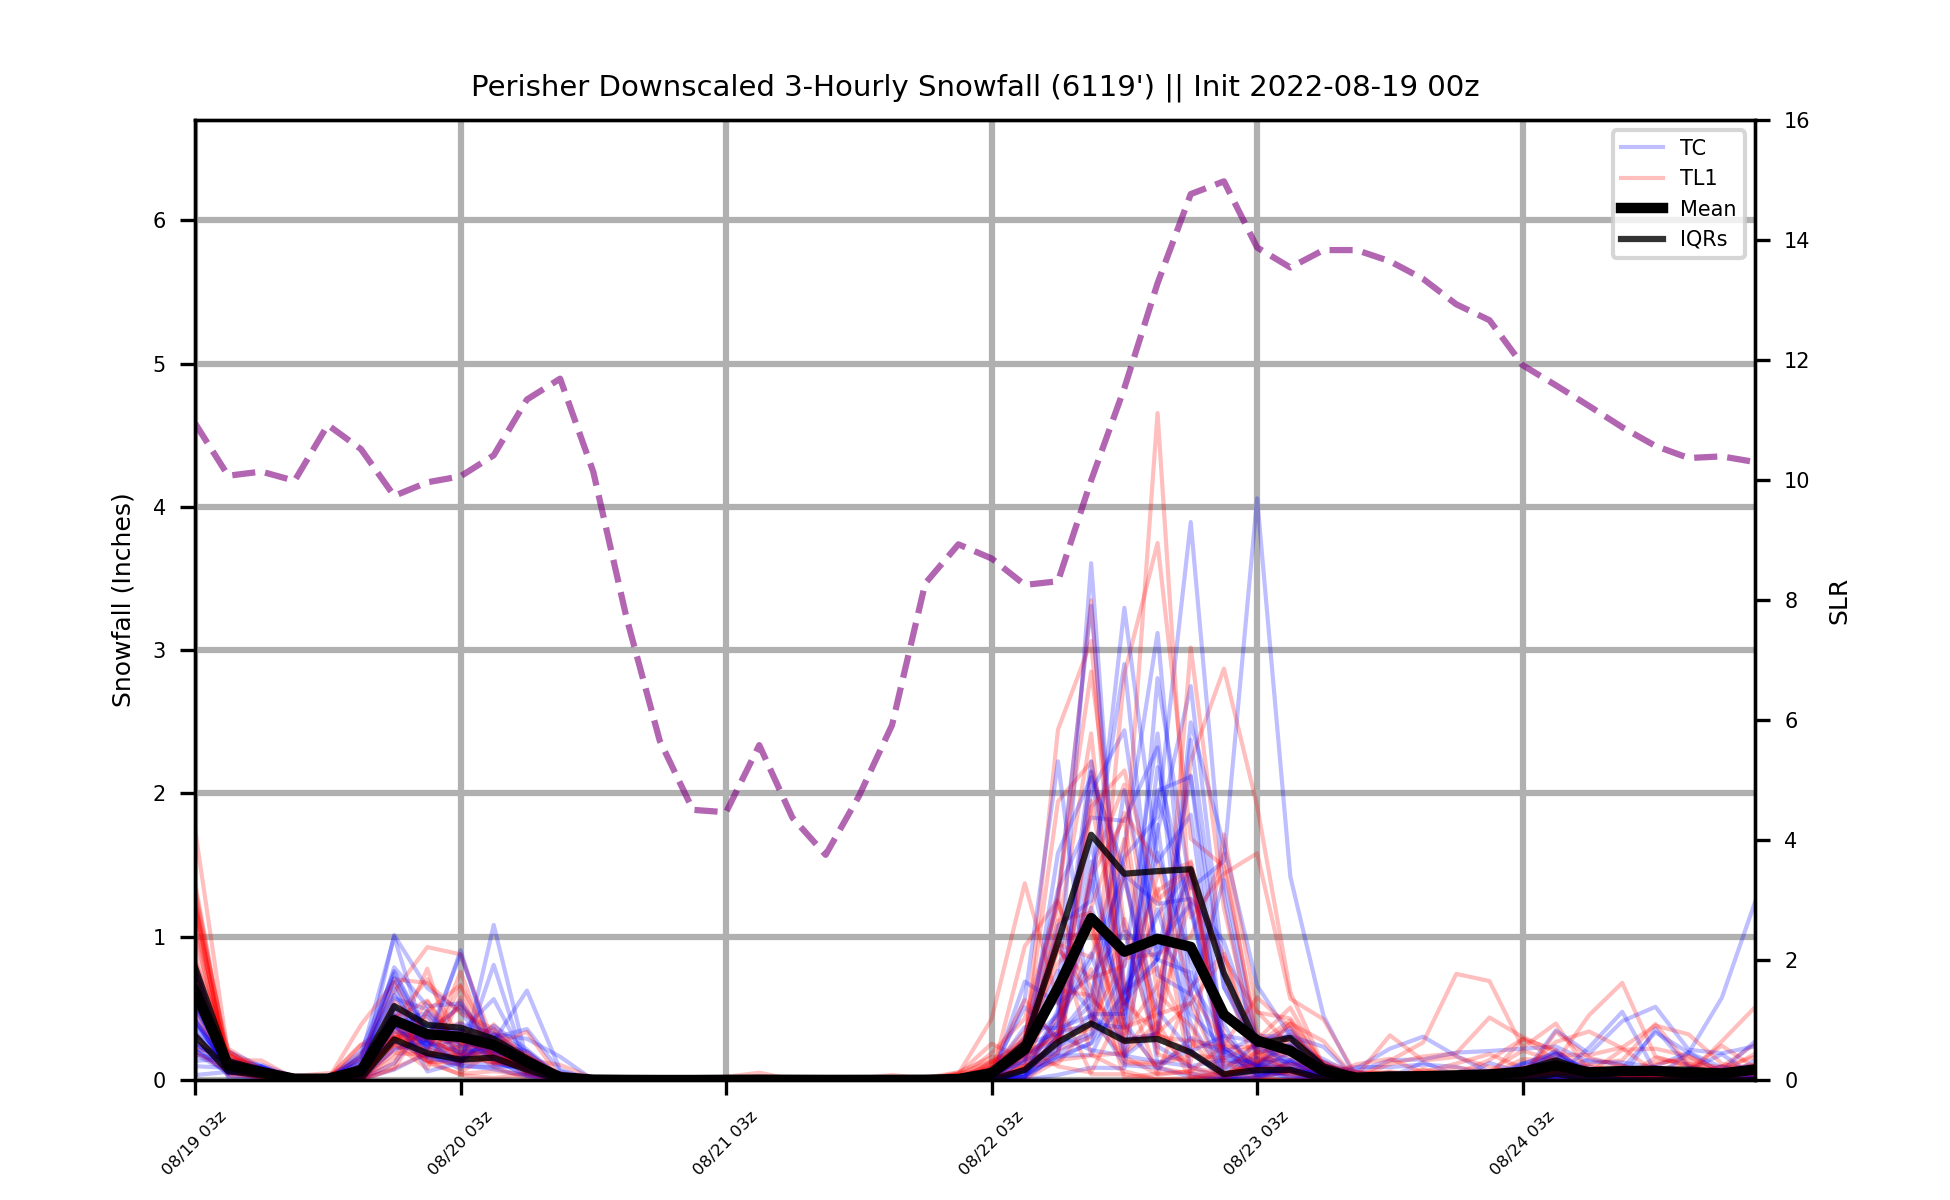 Perisher Downscaled 3-Hourly Snowfall (6119') || Init 2022-08-19 00z
TC
TL1
Mean
IQRs
Snowfall (Inches)
6
5
4
3
2
1
0
SLR
16
14
12
10
8
6
4
2
0
08/19 03z
08/20 03z
08/21 03z
08/22 03z
08/23 03z
08/24 03z